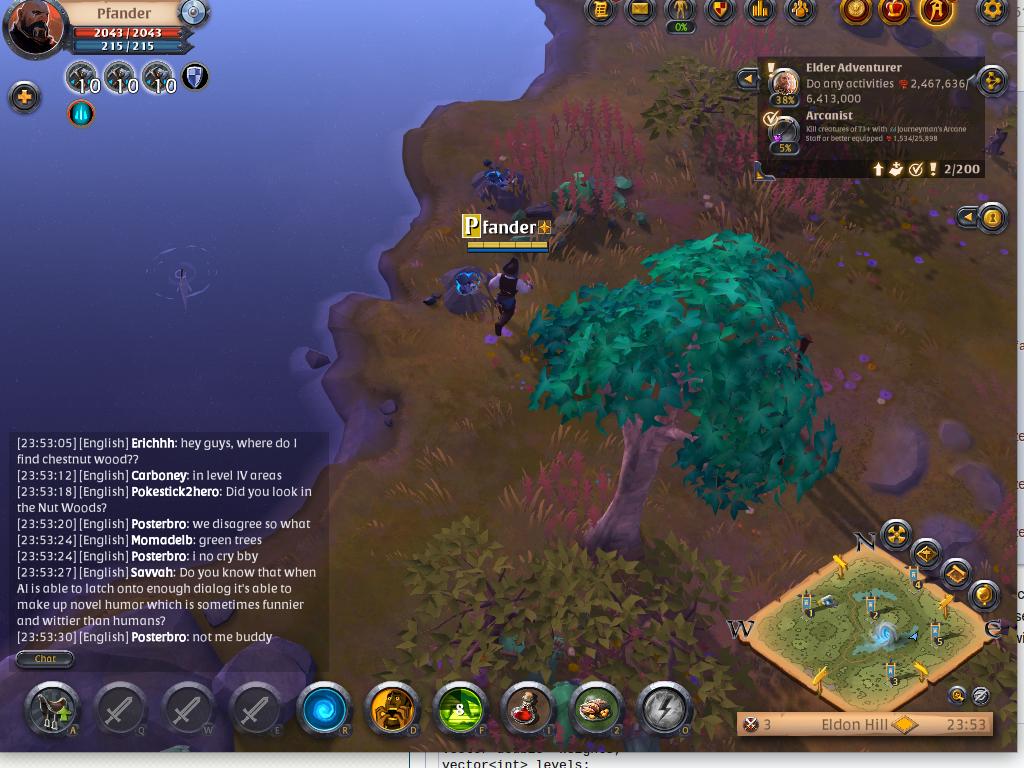 Pfander
2043 / 2043
215 / 215
10
10
10
0%
Elder Adventurer
Do any activities 2,467,636/
6,413,000
38%
Arcanist
Kill creatures of T3+ with Journeyman's Arcane
Staff or better equipped 1,534/25,898
5%
2/200
Pfander
[23:53:05] [English] Erichhh: hey guys, where do I
find chestnut wood??
[23:53:12] [English] Carboney: in level IV areas
[23:53:18] [English] Pokestick2hero: Did you look in
the Nut Woods?
[23:53:20] [English] Posterbro: we disagree so what
[23:53:24] [English] Momadelb: green trees
[23:53:24] [English] Posterbro: i no cry bby
[23:53:27] [English] Savvah: Do you know that when
AI is able to latch onto enough dialog it's able to
make up novel humor which is sometimes funnier
and wittier than humans?
[23:53:30] [English] Posterbro: not me buddy
Chat
N
W
E
1
2
3
4
5
A
Q
W
E
R
D
8
F
1
2
3
Eldon Hill
23:53
vector<int> levels;